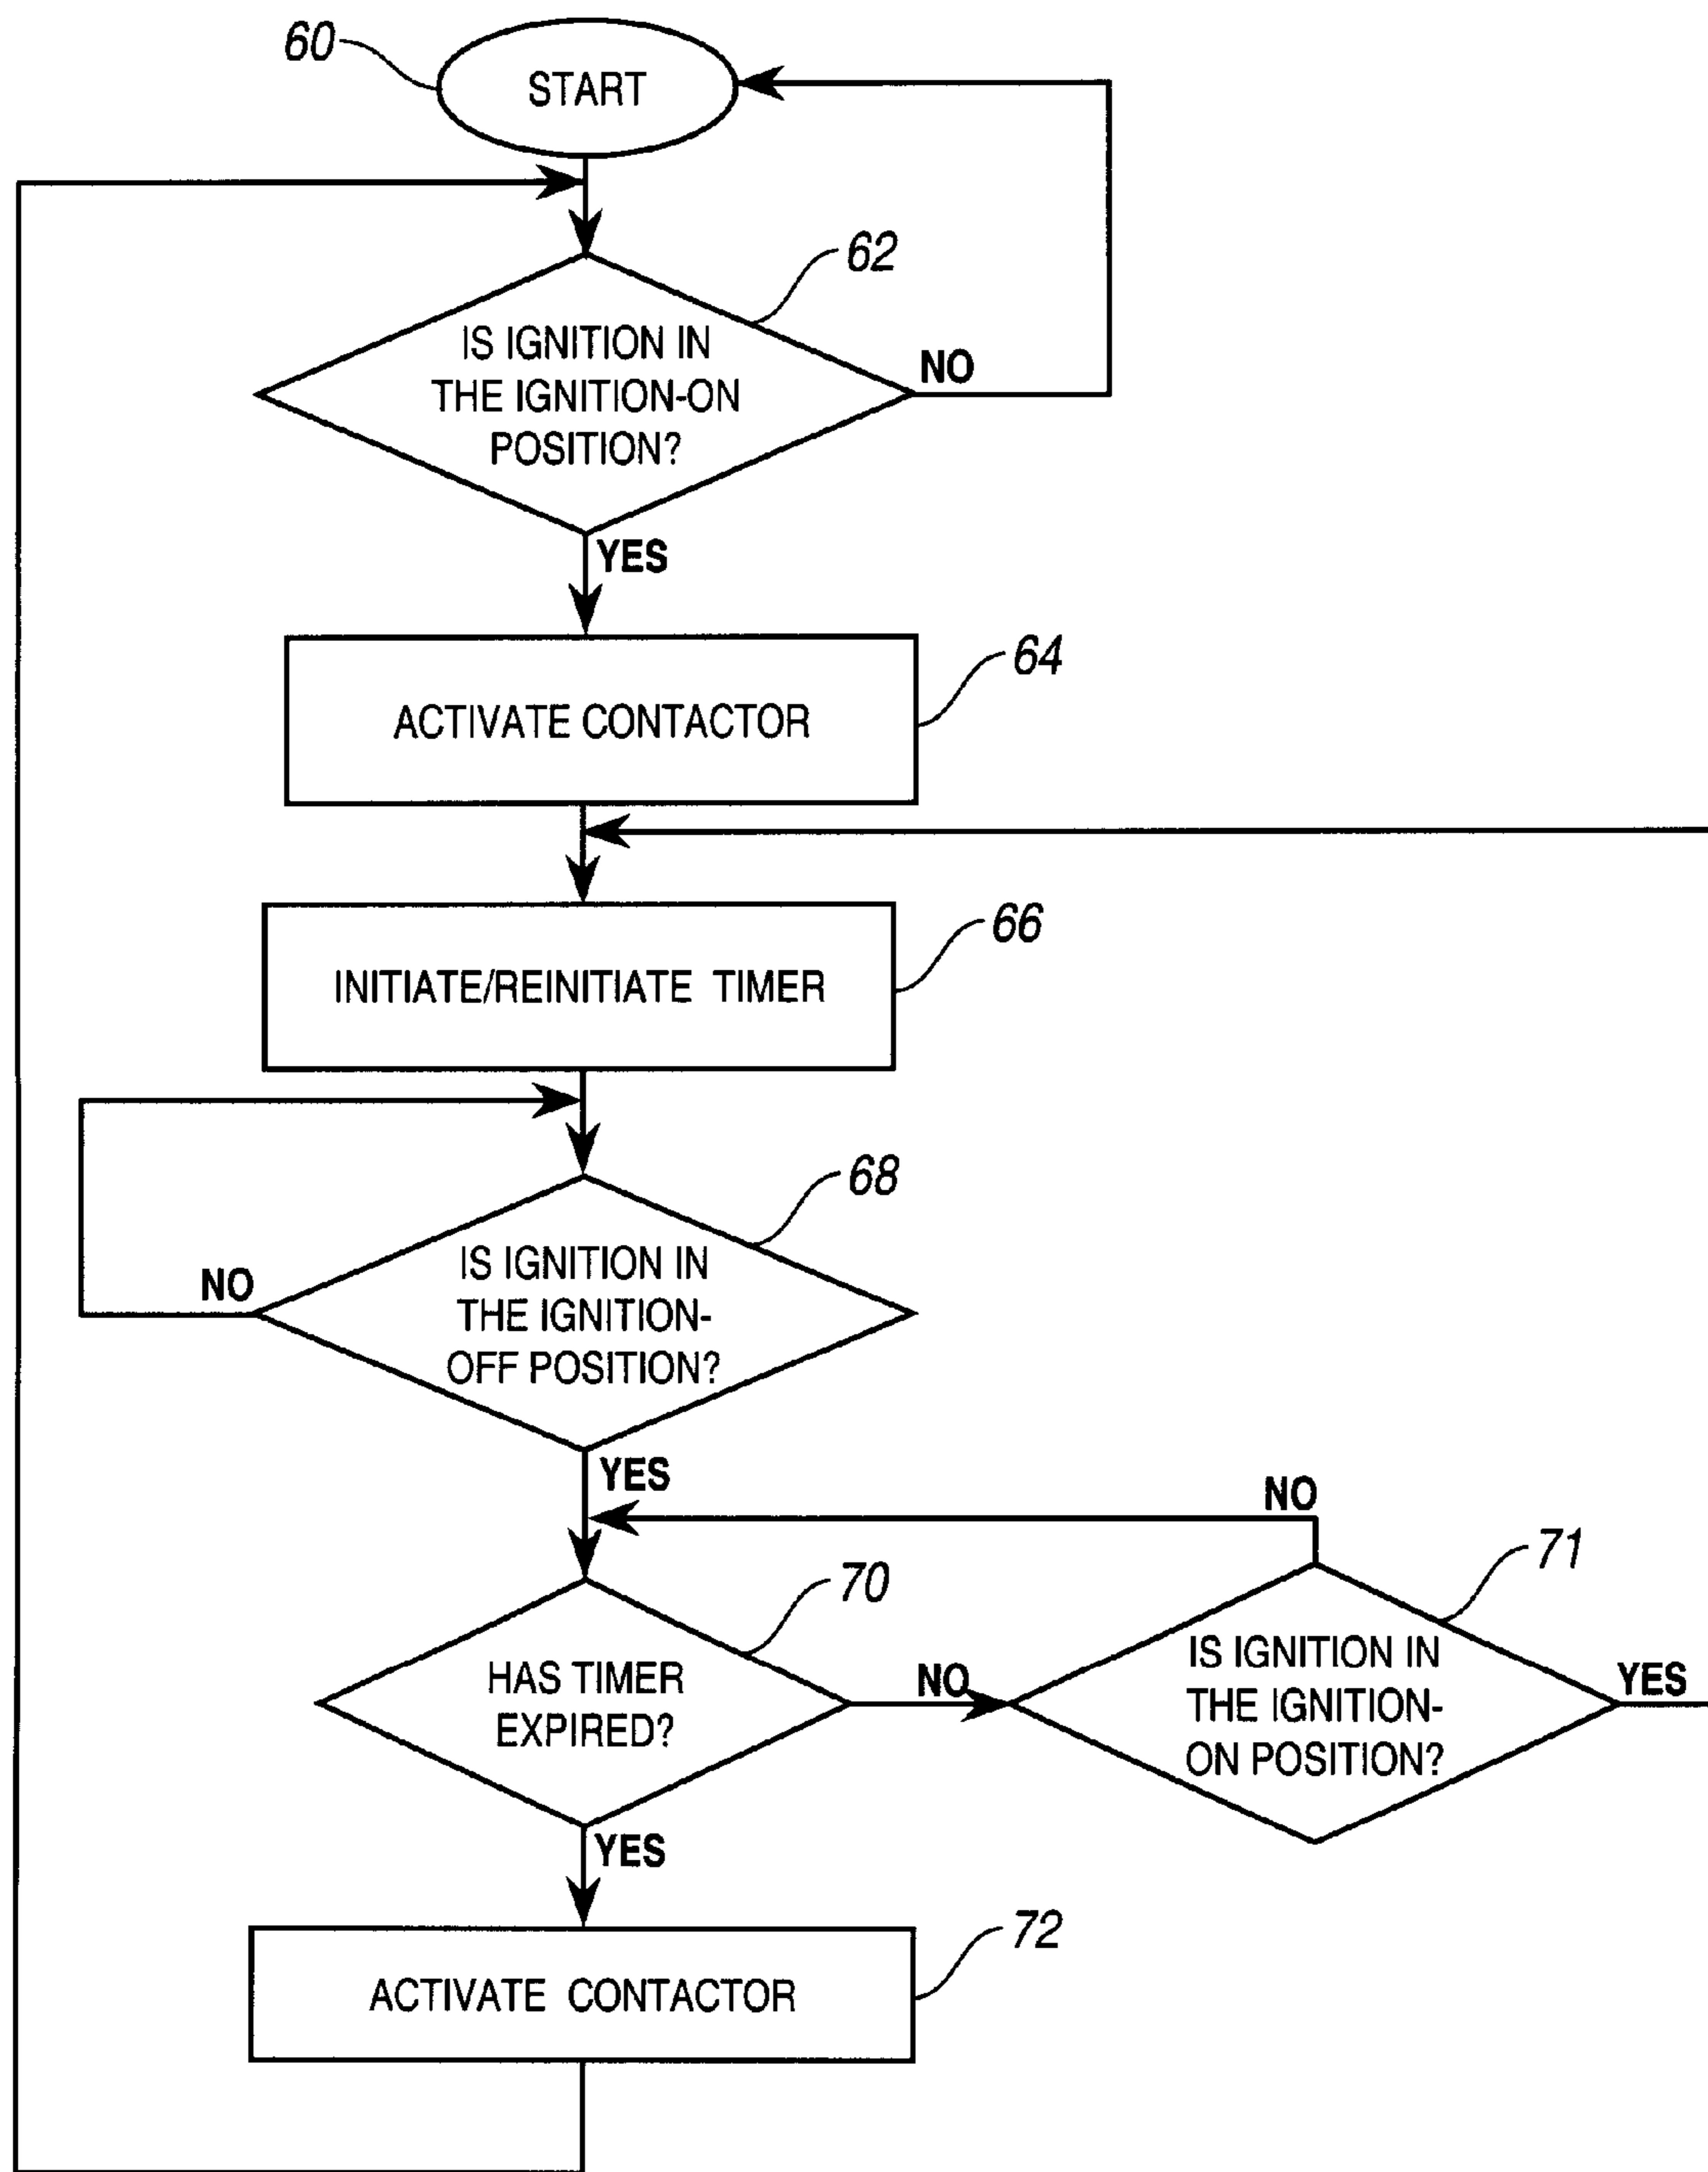 60
START
62
IS IGNITION IN
THE IGNITION-ON
POSITION?
NO
YES
64
ACTIVATE CONTACTOR
66
INITIATE/REINITIATE TIMER
68
IS IGNITION IN
THE IGNITION-
OFF POSITION?
NO
YES
NO
70
71
HAS TIMER
EXPIRED?
NO
IS IGNITION IN
THE IGNITION-
ON POSITION?
YES
YES
72
ACTIVATE CONTACTOR